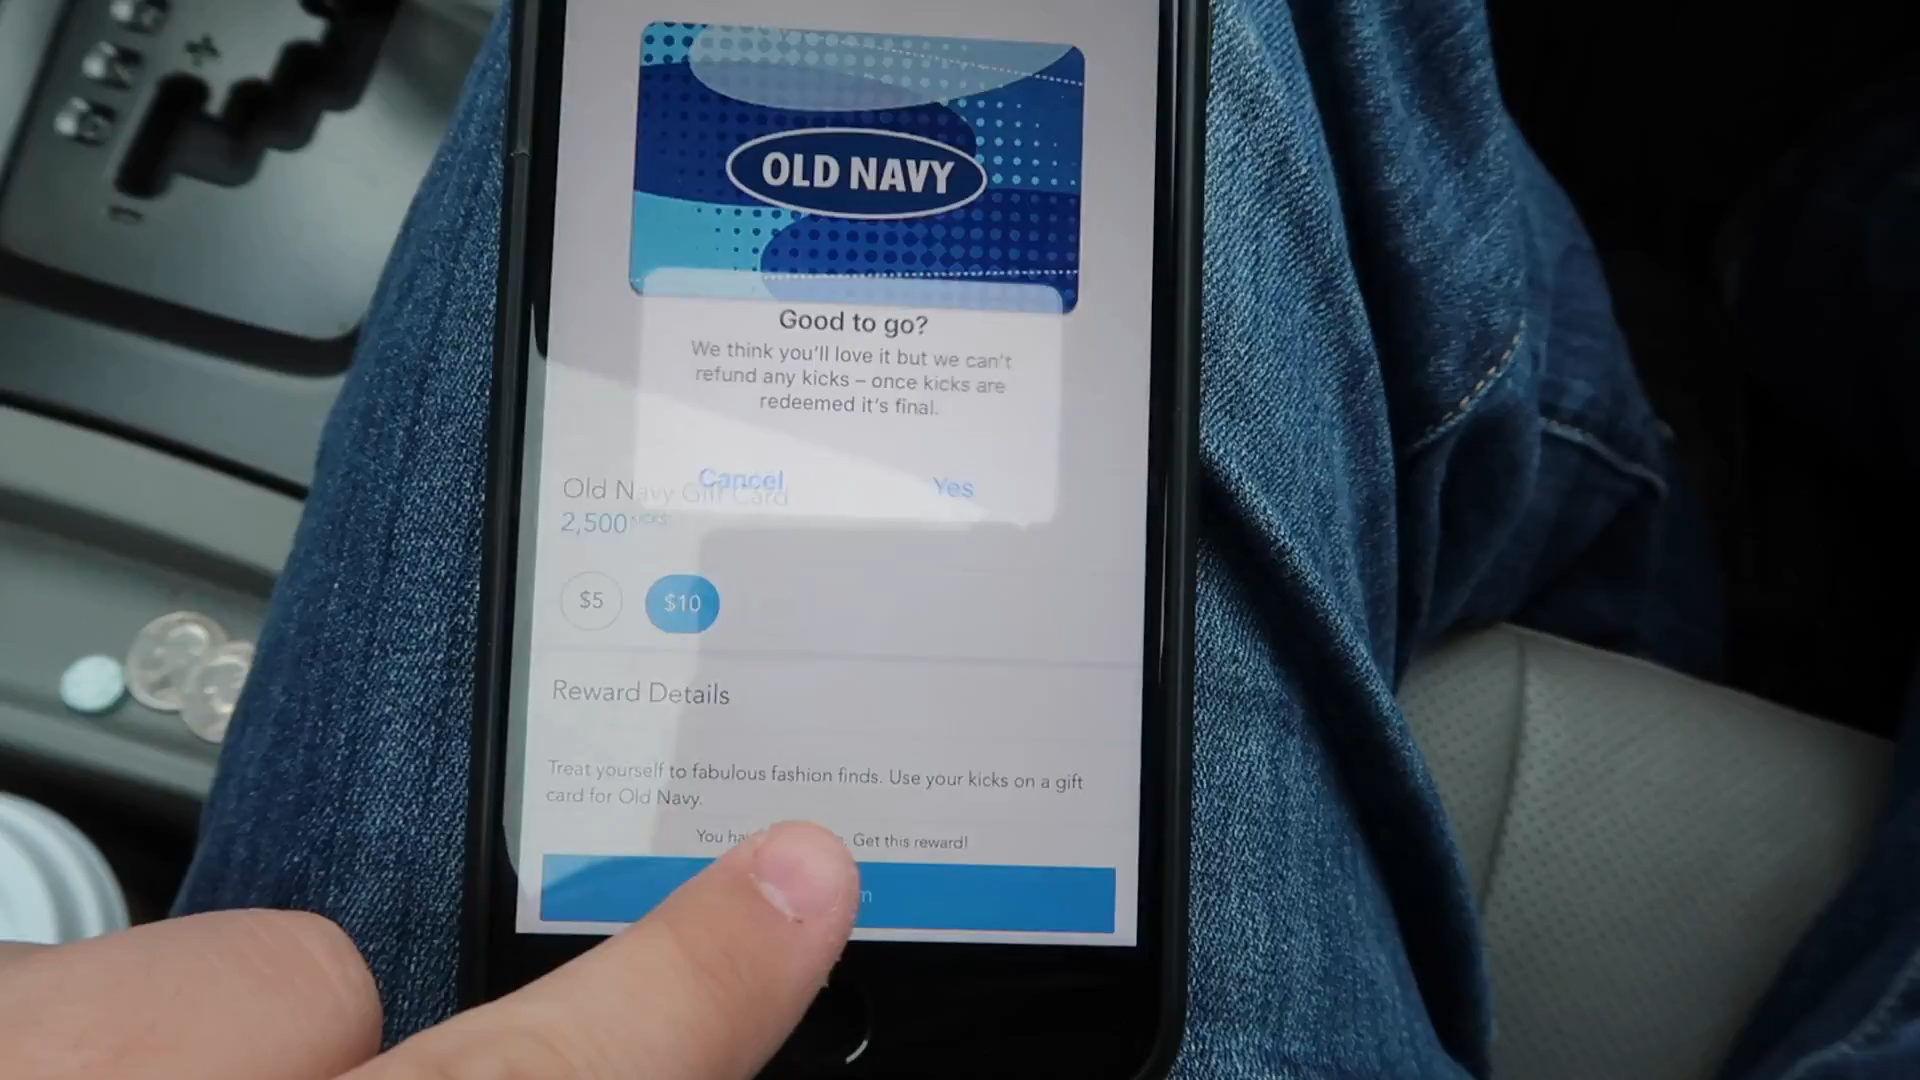 OLD NAVY
Good to go?
We think you'll love it but we can't
refund any kicks – once kicks are
redeemed it's final.
Cancel
Yes
Old Navy Gift Card
2,500 KICKS
$5
$10
Reward Details
Treat yourself to fabulous fashion finds. Use your kicks on a gift
card for Old Navy.
You Get this reward!